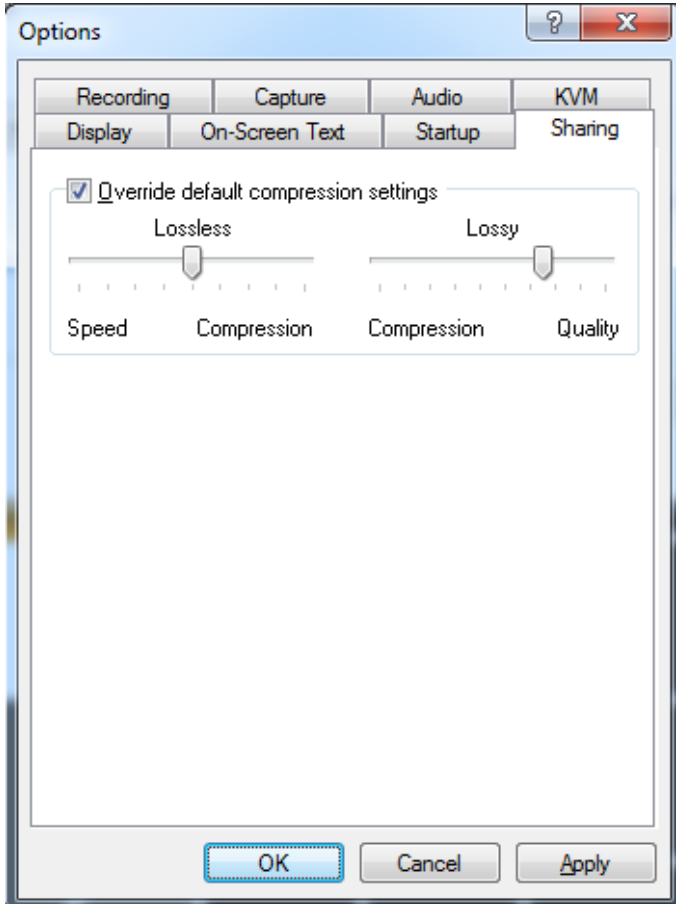 Options
Recording Capture Audio KVM
Display On-Screen Text Startup Sharing
Override default compression settings
Lossless Lossy
Speed Compression Compression Quality
OK Cancel Apply